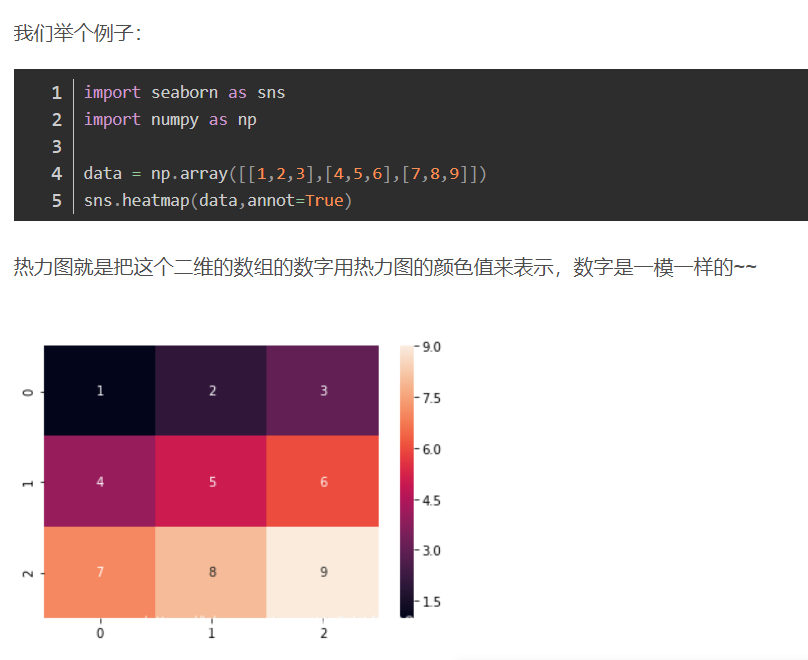 我们举个例子：
1 import seaborn as sns
2 import numpy as np
3
4 data = np.array([[1,2,3],[4,5,6],[7,8,9]])
5 sns.heatmap(data,annot=True)
热力图就是把这个二维的数组的数字用热力图的颜色值来表示，数字是一模一样的~~
9.0
0 1 2 3
7.5
6.0
1 4 5 6
4.5
3.0
2 7 8 9
1.5
0 1 2